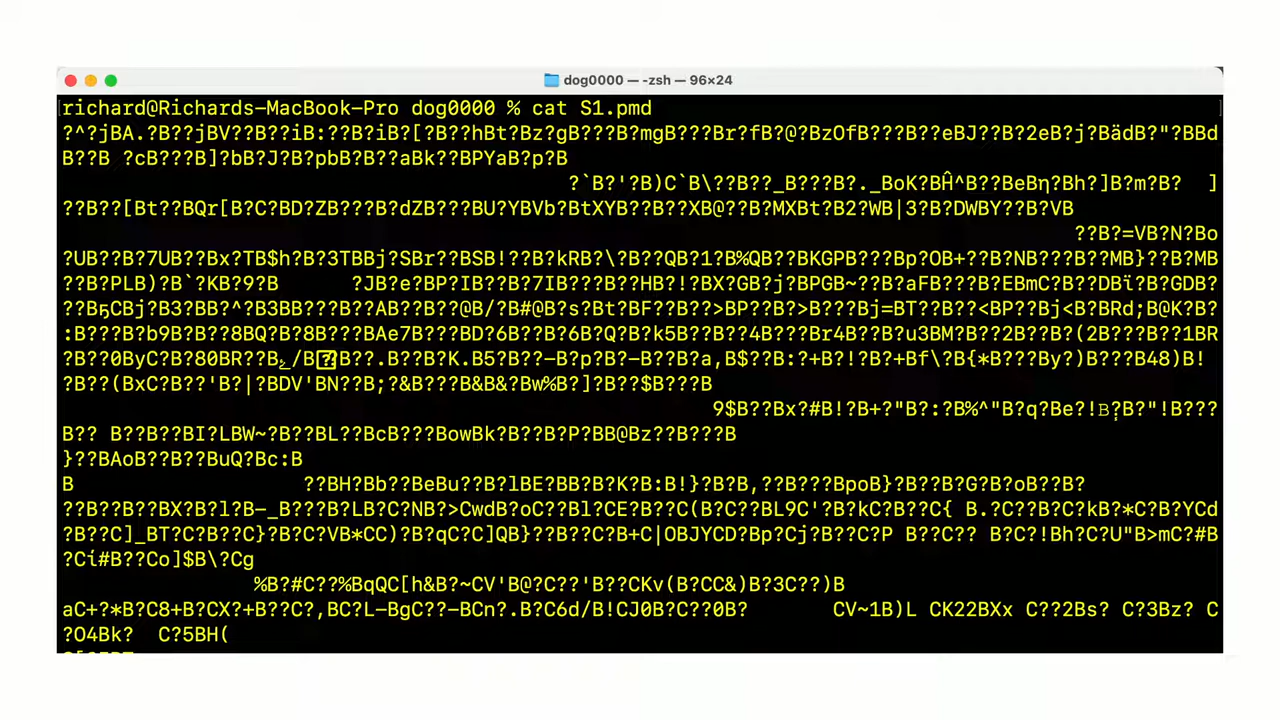 dog0000 — -zsh — 96×24
richard@Richards-MacBook-Pro dog0000 % cat S1.pmd
?^?jBA.?B??jBV??B??iB:??B?iB?[?B??hBt?Bz?gB???B?mgB???Br?fB?@?BzOfB???B??eBJ??B?2eB?j?BädB?"?BBd
B??B ?cB???B]?bB?J?B?pbB?B??aBk??BPYaB?p?B
?`B?'?B)C`B\??B??_B???B?._BoK?BĤ^B??BeBη?Bh?]B?m?B?  ]
??B??[Bt??BQr[B?C?BD?ZB???B?dZB???BU?YBVb?BtXYB??B??XB@??B?MXBt?B2?WB|3?B?DWBY??B?VB
??B?=VB?N?Bo
?UB??B?7UB??Bx?TB$h?B?3TBBj?SBr??BSB!??B?kRB?\?B??QB?1?B%QB??BKGPB???Bp?OB+??B?NB???B??MB}??B?MB
??B?PLB)?B`?KB?9?B      ?JB?e?BP?IB??B?7IB???B??HB?!?BX?GB?j?BPGB~??B?aFB???B?EBmC?B??DBï?B?GDB?
??BҕCBj?B3?BB?^?B3BB???B??AB??B@B/?B#@B?s?Bt?BF??B??>BP??B?>B???Bj=BT??B??<BP??Bj<B??BRd;B@K?B?
:B???B?b9B?B??8BQ?B?8B???BAe7B???BD?6B??B?6B?Q?B?k5B??B??4B???Br4B??B?u3BM?B??2B??B?(2B???B??1BR
?B??0ByC?B?80BR??B_/B�B??.B??B?K.B5?B??-B?p?B?-B??B?a,B$??B:?+B?!?B?+Bf\?B{*B???By?)B???B48)B!
?B??(BxC?B??'B?|?BDV'BN??B;?&B???B&B&?Bw%B?]?B??$B???B
9$B??Bx?#B!?B+?"B?:?B%^"B?q?Be?!B?B?"!B???
B?? B??B??BI?LBW~?B??BL??BcB???BowBk?B??B?P?BB@Bz??B???B
}??BAoB??B??BuQ?Bc:B
B                   ??BH?Bb??BeBu??B?lBE?BB?B?K?B:B!}?B?B,??B???BpoB}?B??B?G?B?oB??B?
??B??B??BX?B?l?B-_B???B?LB?C?NB?>CwdB?oC??Bl?CE?B??C(B?C??BL9C'?B?kC?B??C{ B.?C??B?C?kB?*C?B?YCd
?B??C]_BT?C?B??C}?B?C?VB*CC)?B?qC?C]QB}??B??C?B+C|OBJYCD?Bp?Cj?B??C?P B??C?? B?C?!Bh?C?U"B>mC?#B
?Cí#B??Co]$B\?Cg
%B?#C??%BqQC[h&B?~CV'B@?C??'B??CKv(B?CC&)B?3C??)B
aC+?*B?C8+B?CX?+B??C?,BC?L-BgC??-BCn?.B?C6d/B!CJ0B?C??0B?       CV~1B)L CK22BXx C??2Bs? C?3Bz? C
?O4Bk?  C?5BH(